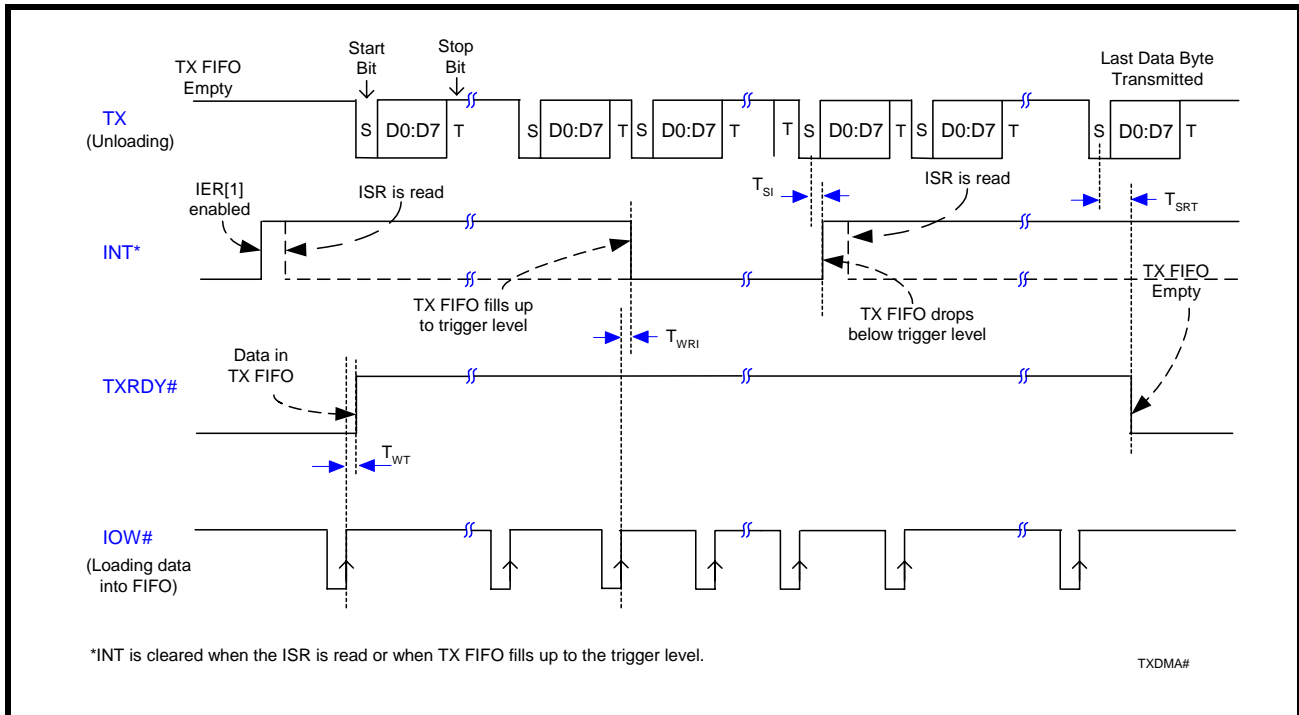 Start
Bit
Stop
Bit
TX FIFO
Empty
Last Data Byte
Transmitted
TX
(Unloading)
S D0:D7 T S D0:D7 T S D0:D7 T T S D0:D7 T S D0:D7 T S D0:D7 T
IER[1]
enabled
ISR is read
TSI
ISR is read
TSRT
INT*
TX FIFO fills up
to trigger level
TX FIFO drops
below trigger level
TX FIFO
Empty
TWRI
Data in
TX FIFO
TXRDY#
TWT
IOW#
(Loading data
into FIFO)
*INT is cleared when the ISR is read or when TX FIFO fills up to the trigger level.
TXDMA#